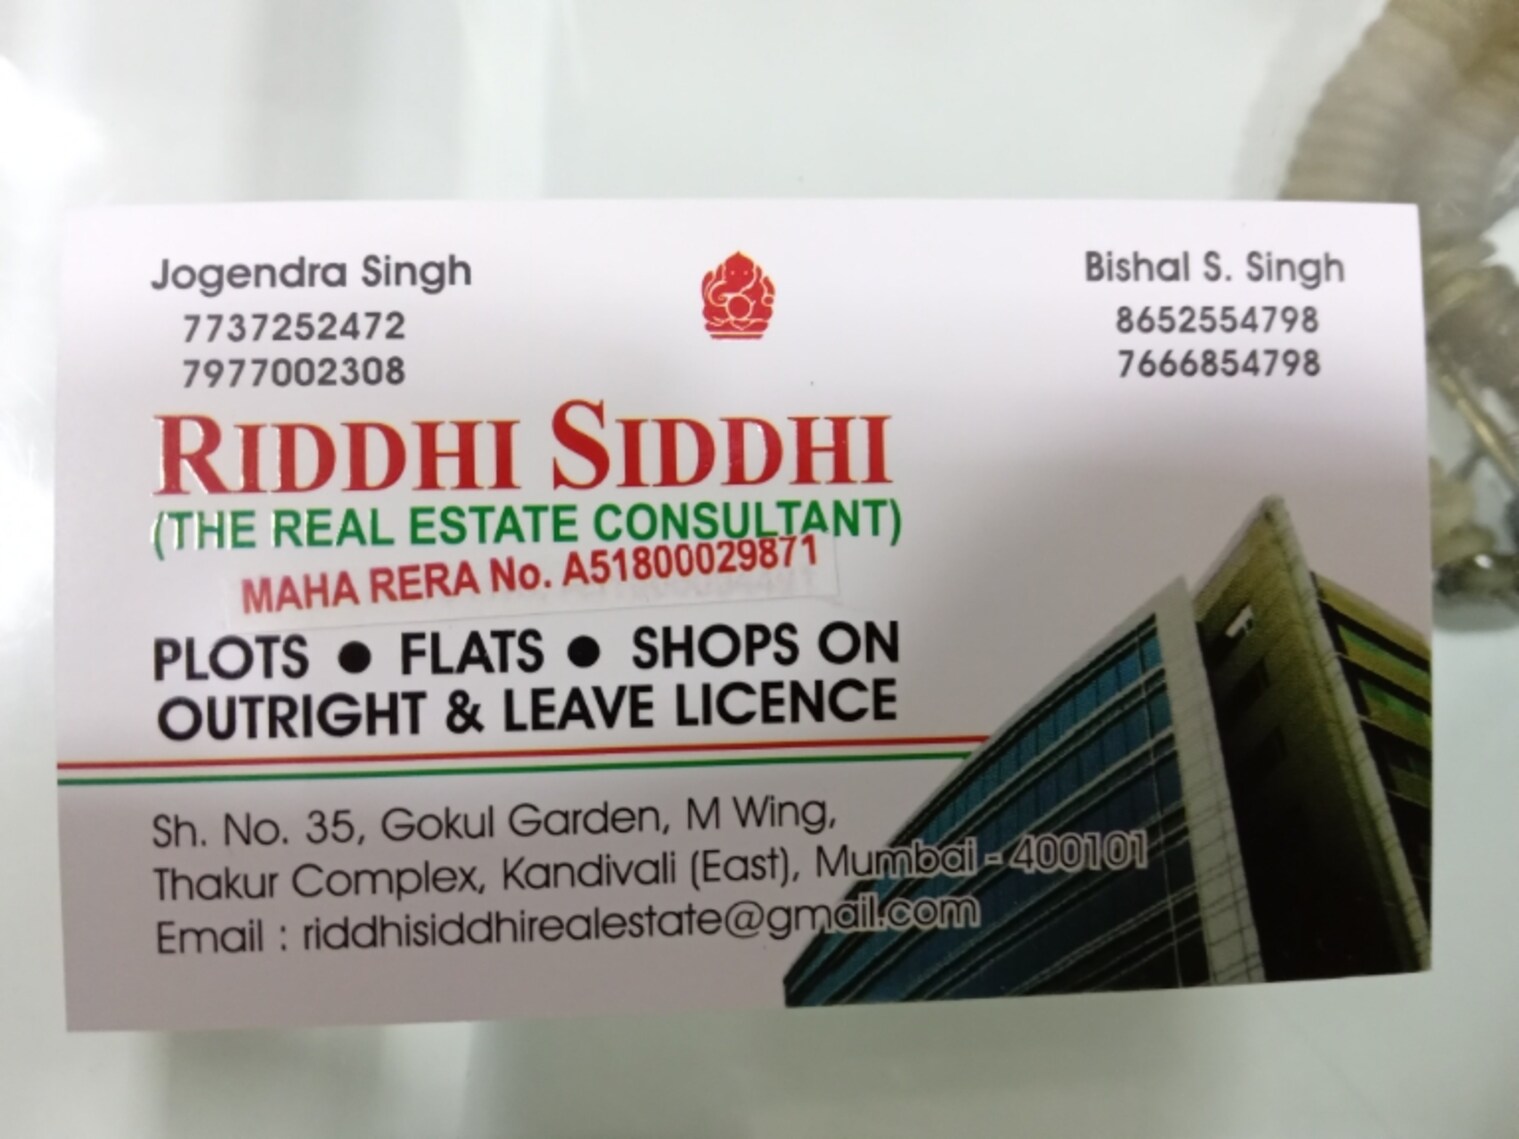 Jogendra Singh
7737252472
7977002308
Bishal S. Singh
8652554798
7666854798
RIDDHI SIDDHI
(THE REAL ESTATE CONSULTANT)
MAHA RERA No. A51800029871
PLOTS ● FLATS ● SHOPS ON
OUTRIGHT & LEAVE LICENCE
Sh. No. 35, Gokul Garden, M Wing,
Thakur Complex, Kandivali (East), Mumbai - 400101
Email : riddhisiddhirealestate@gmail.com